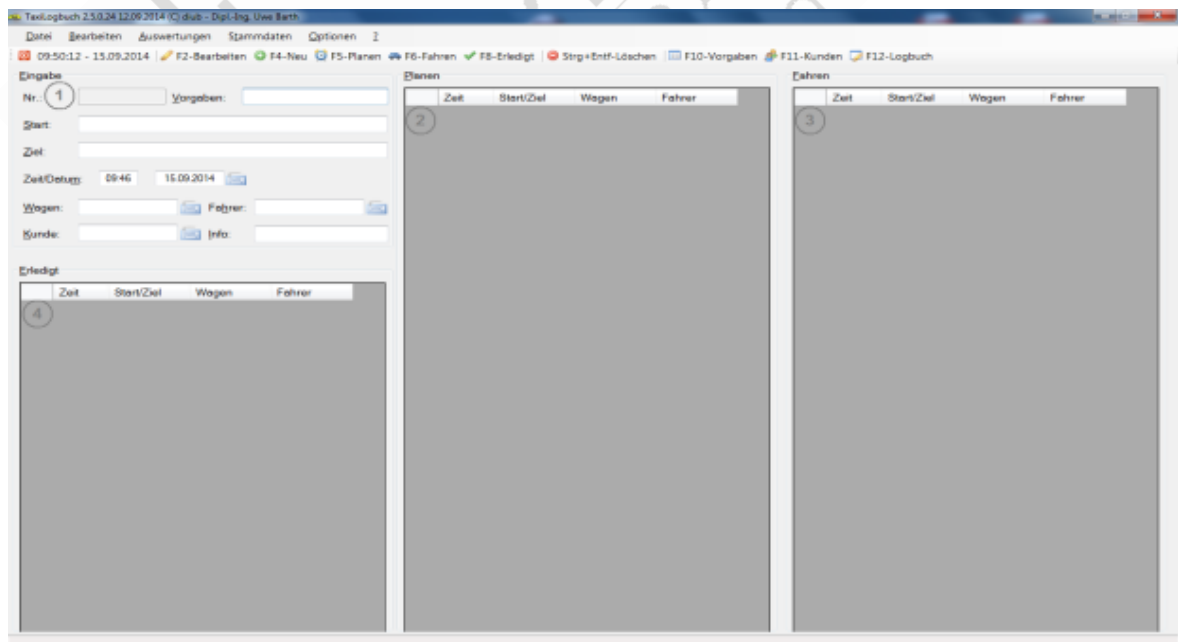 TaxiLogbuch 2.5.0.24 12.09.2014 (C) diub - Dipl.-Ing. Uwe Barth
Datei Bearbeiten Auswertungen Stammdaten Optionen ?
09:50:12 - 15.09.2014 F2-Bearbeiten F4-Neu F5-Planen F6-Fahren F8-Erledigt Strg+Entf-Löschen F10-Vorgaben F11-Kunden F12-Logbuch
Eingabe
Nr.: 1 Vorgaben:
Start:
Ziel:
Zeit/Datum: 09:46 15.09.2014
Wagen: Fahrer:
Kunde: Info:
Erledigt
Zeit Start/Ziel Wagen Fahrer
4
Planen
Zeit Start/Ziel Wagen Fahrer
2
Fahren
Zeit Start/Ziel Wagen Fahrer
3